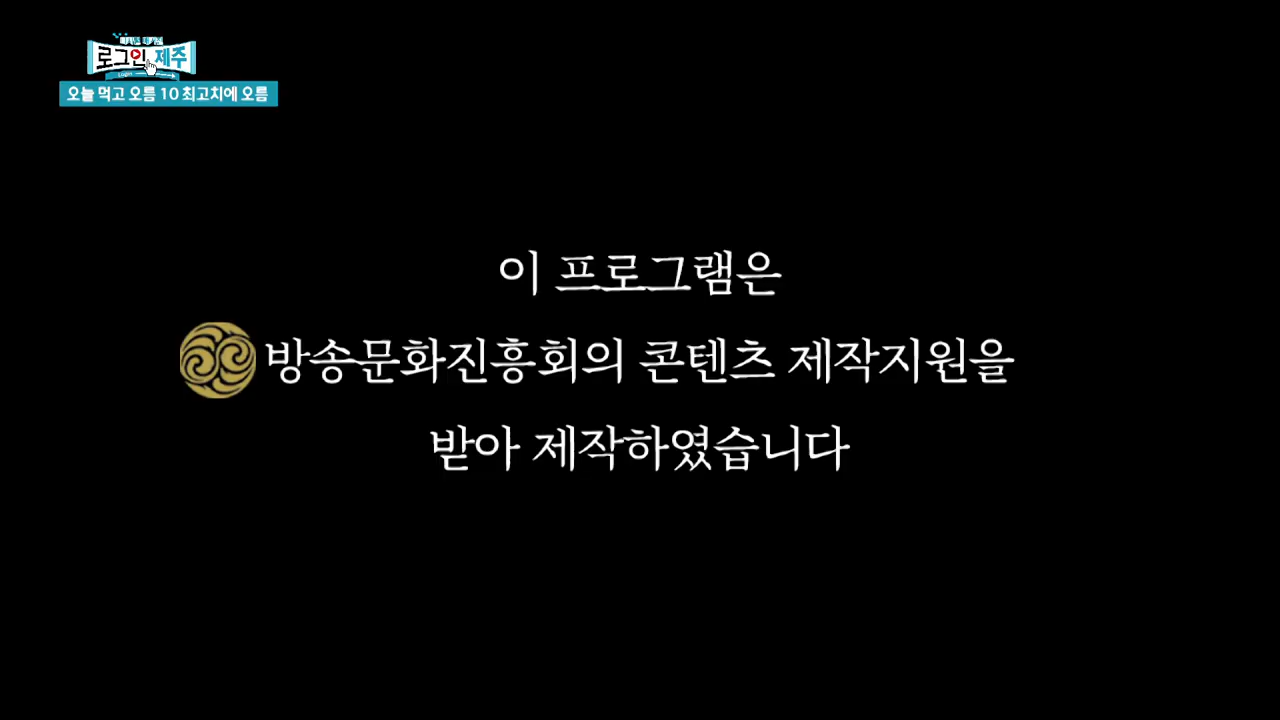 로그인 제주
Login
오늘 먹고 오름 10 최고치에 오름
이 프로그램은
방송문화진흥회의 콘텐츠 제작지원을
받아 제작하였습니다